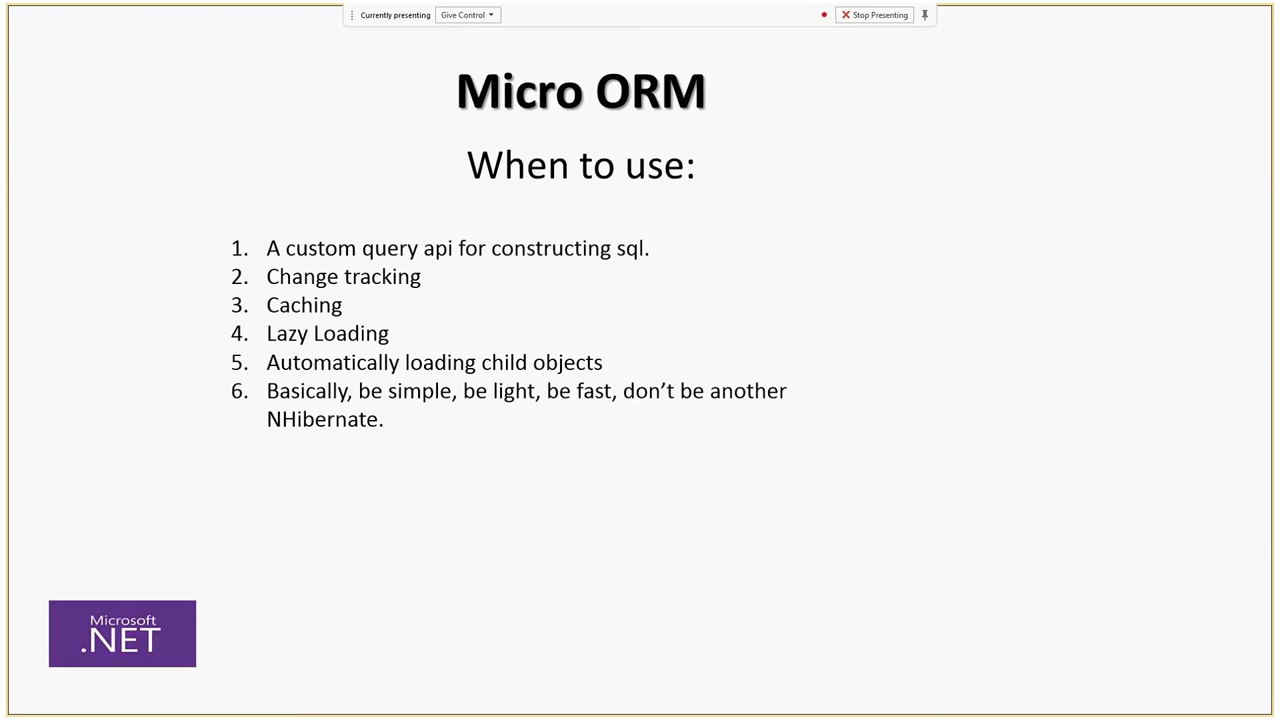 Currently presenting Give Control Stop Presenting
Micro ORM
When to use:
1. A custom query api for constructing sql.
2. Change tracking
3. Caching
4. Lazy Loading
5. Automatically loading child objects
6. Basically, be simple, be light, be fast, don’t be another
NHibernate.
Microsoft
.NET